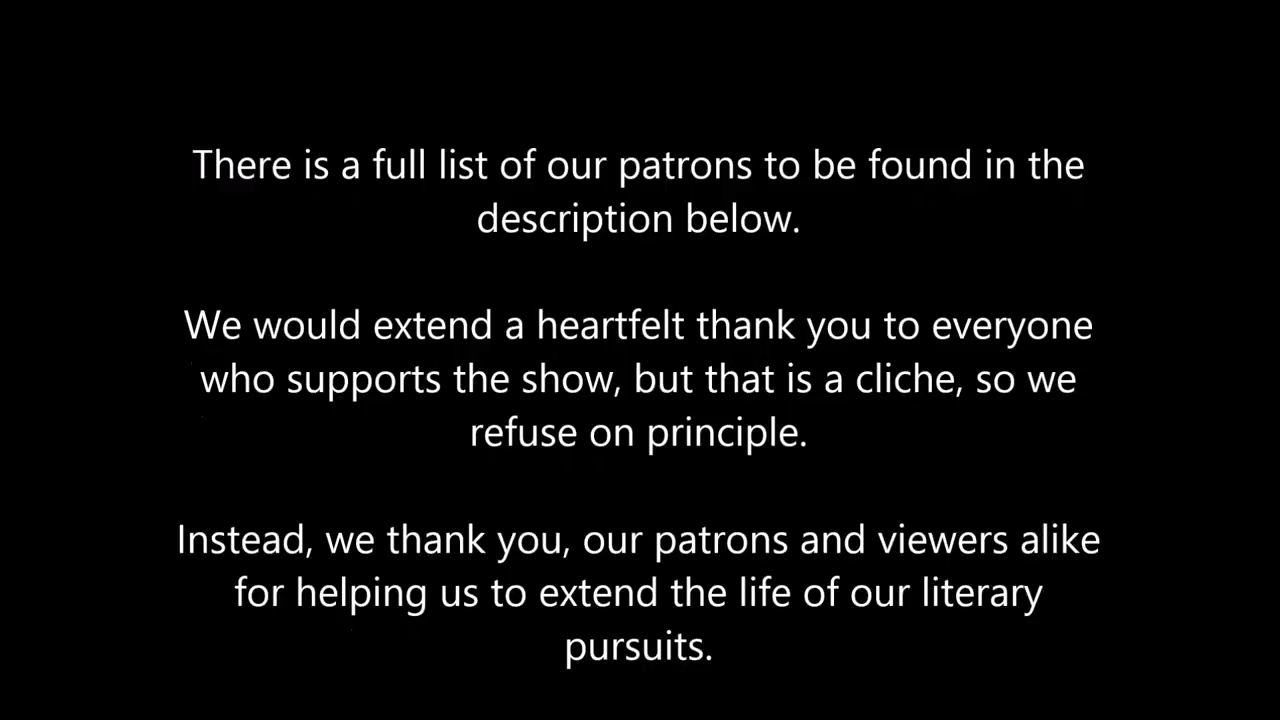 There is a full list of our patrons to be found in the
description below.
We would extend a heartfelt thank you to everyone
who supports the show, but that is a cliche, so we
refuse on principle.
Instead, we thank you, our patrons and viewers alike
for helping us to extend the life of our literary
pursuits.